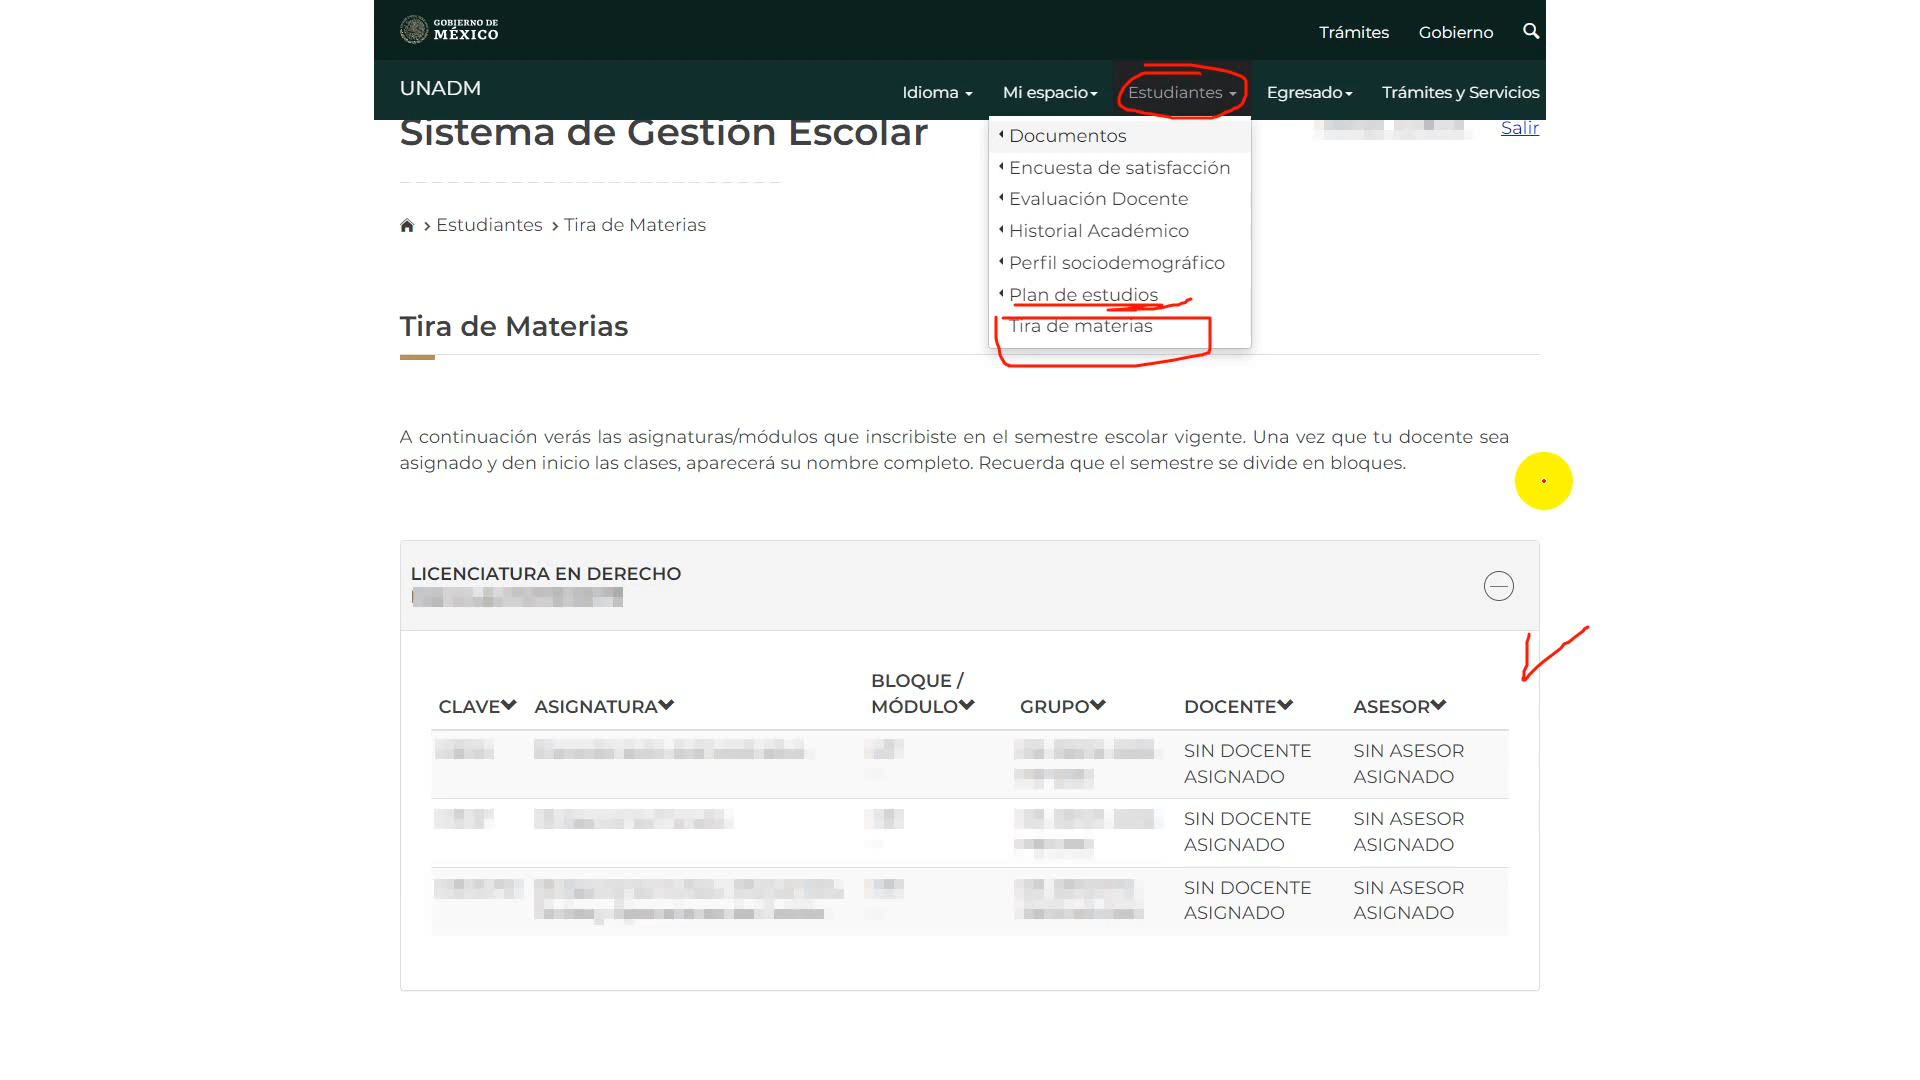 GOBIERNO DE
MÉXICO
Trámites
Gobierno
UNADM
Idioma
Mi espacio
Estudiantes
Egresado
Trámites y Servicios
Sistema de Gestión Escolar
Salir
Documentos
Encuesta de satisfacción
Evaluación Docente
Historial Académico
Perfil sociodemográfico
Plan de estudios
Tira de materias
Estudiantes > Tira de Materias
Tira de Materias
A continuación verás las asignaturas/módulos que inscribiste en el semestre escolar vigente. Una vez que tu docente sea
asignado y den inicio las clases, aparecerá su nombre completo. Recuerda que el semestre se divide en bloques.
LICENCIATURA EN DERECHO
CLAVE
ASIGNATURA
BLOQUE /
MÓDULO
GRUPO
DOCENTE
ASESOR
SIN DOCENTE
ASIGNADO
SIN ASESOR
ASIGNADO
SIN DOCENTE
ASIGNADO
SIN ASESOR
ASIGNADO
SIN DOCENTE
ASIGNADO
SIN ASESOR
ASIGNADO